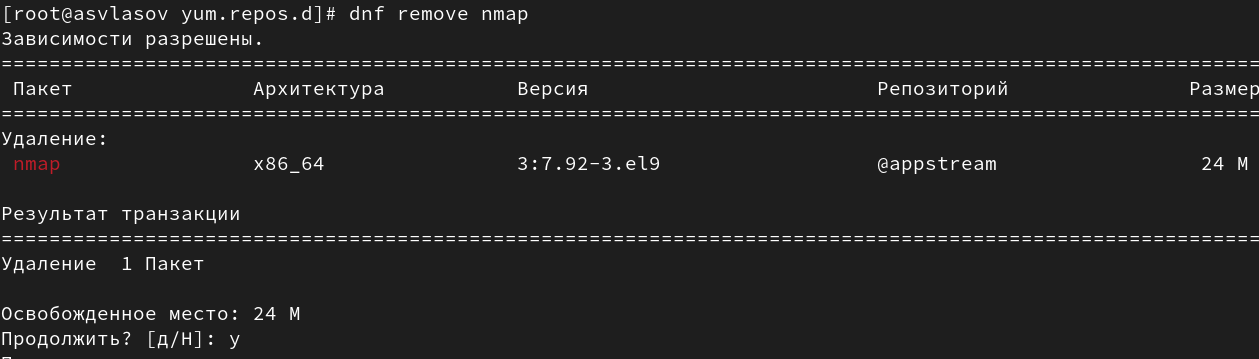 [root@asvlasov yum.repos.d]# dnf remove nmap
Зависимости разрешены.
================================================================================
Пакет Архитектура Версия Репозиторий Размер
================================================================================
Удаление:
nmap x86_64 3:7.92-3.el9 @appstream 24 M
Результат транзакции
================================================================================
Удаление 1 Пакет
Освобожденное место: 24 M
Продолжить? [д/Н]: y